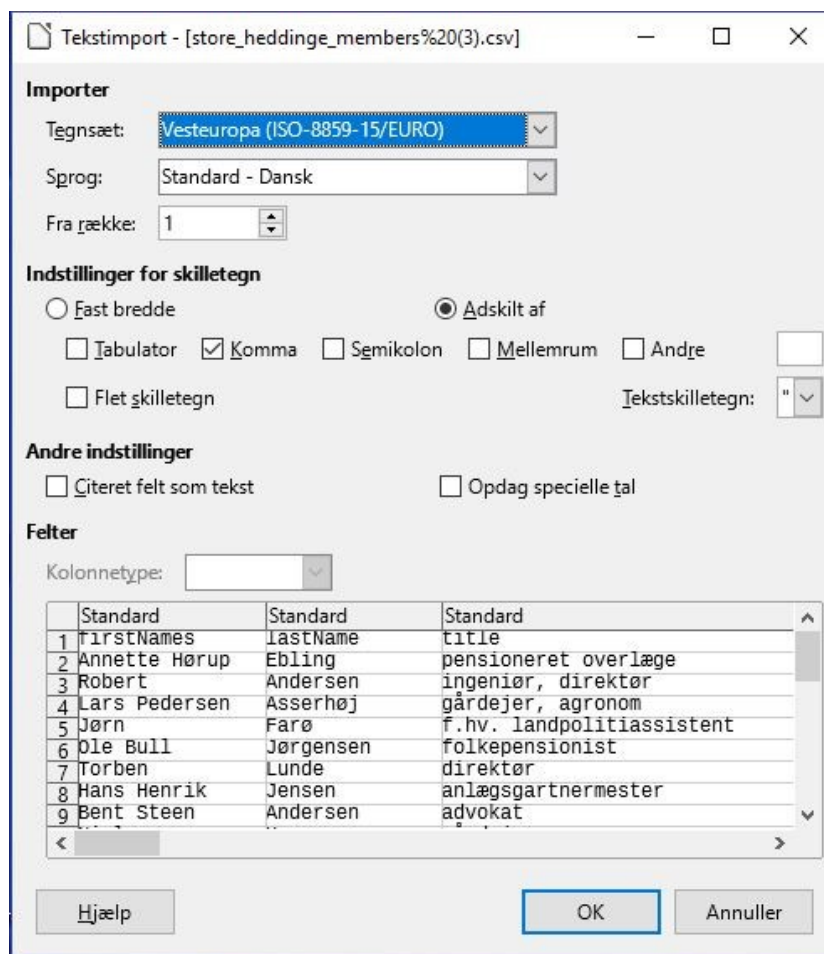 Tekstimport - [store_heddinge_members%20(3).csv]
Importer
Tegnsæt: Vesteuropa (ISO-8859-15/EURO)
Sprog: Standard - Dansk
Fra række: 1
Indstillinger for skilletegn
Fast bredde Adskilt af
Tabulator Komma Semikolon Mellemrum Andre
Flet skilletegn Tekstskilletegn: "
Andre indstillinger
Citeret felt som tekst Opdag specielle tal
Felter
Kolonnetype:
Standard Standard Standard
1 firstNames lastName title
2 Annette Hørup Ebling pensioneret overlæge
3 Robert Andersen ingeniør, direktør
4 Lars Pedersen Asserhøj gårdejer, agronom
5 Jørn Farø f.hv. landpolitiassistent
6 Ole Bull Jørgensen folkepensionist
7 Torben Lunde direktør
8 Hans Henrik Jensen anlægsgartnermester
9 Bent Steen Andersen advokat
Hjælp OK Annuller